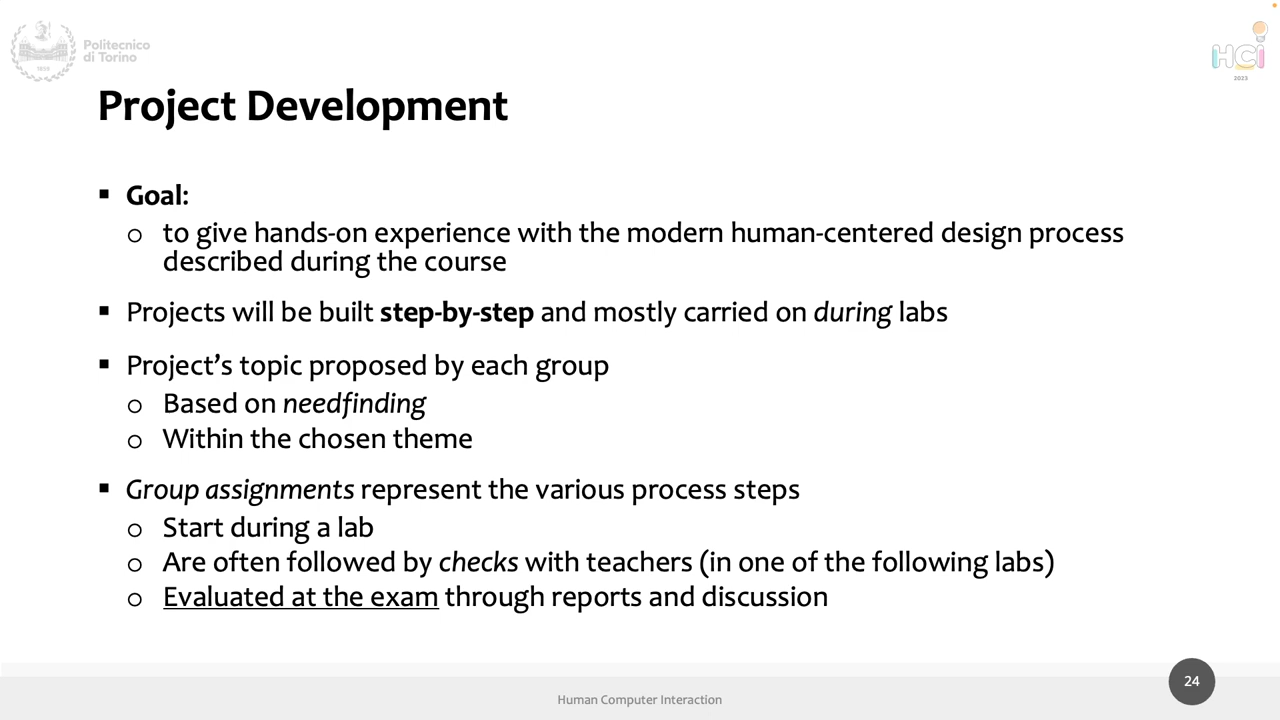 Politecnico
di Torino
1859
HCI
2023
Project Development
▪ Goal:
o to give hands-on experience with the modern human-centered design process
described during the course
▪ Projects will be built step-by-step and mostly carried on during labs
▪ Project’s topic proposed by each group
o Based on needfinding
o Within the chosen theme
▪ Group assignments represent the various process steps
o Start during a lab
o Are often followed by checks with teachers (in one of the following labs)
o Evaluated at the exam through reports and discussion
Human Computer Interaction
24